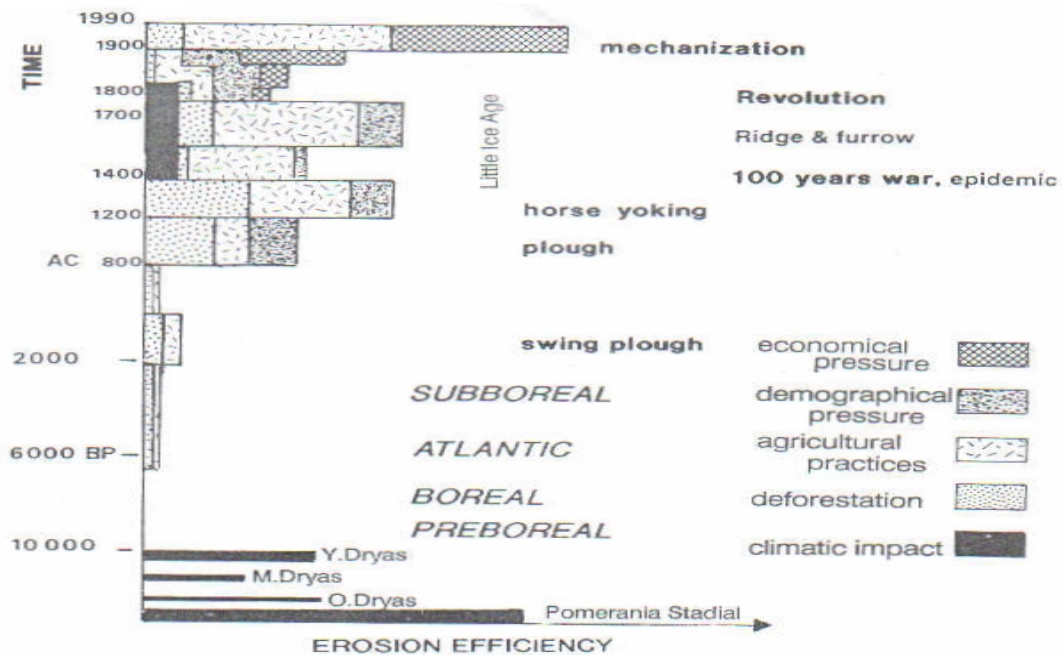 1990
1900
mechanization
TIME
1800
Revolution
1700
Ridge & furrow
Little Ice Age
1400
100 years war, epidemic
1200
horse yoking
plough
AC 800
swing plough
economical
pressure
2000
SUBBOREAL
demographical
pressure
6000 BP
ATLANTIC
agricultural
practices
BOREAL
deforestation
PREBOREAL
10 000
climatic impact
Y.Dryas
M.Dryas
O.Dryas
Pomerania Stadial
EROSION EFFICIENCY